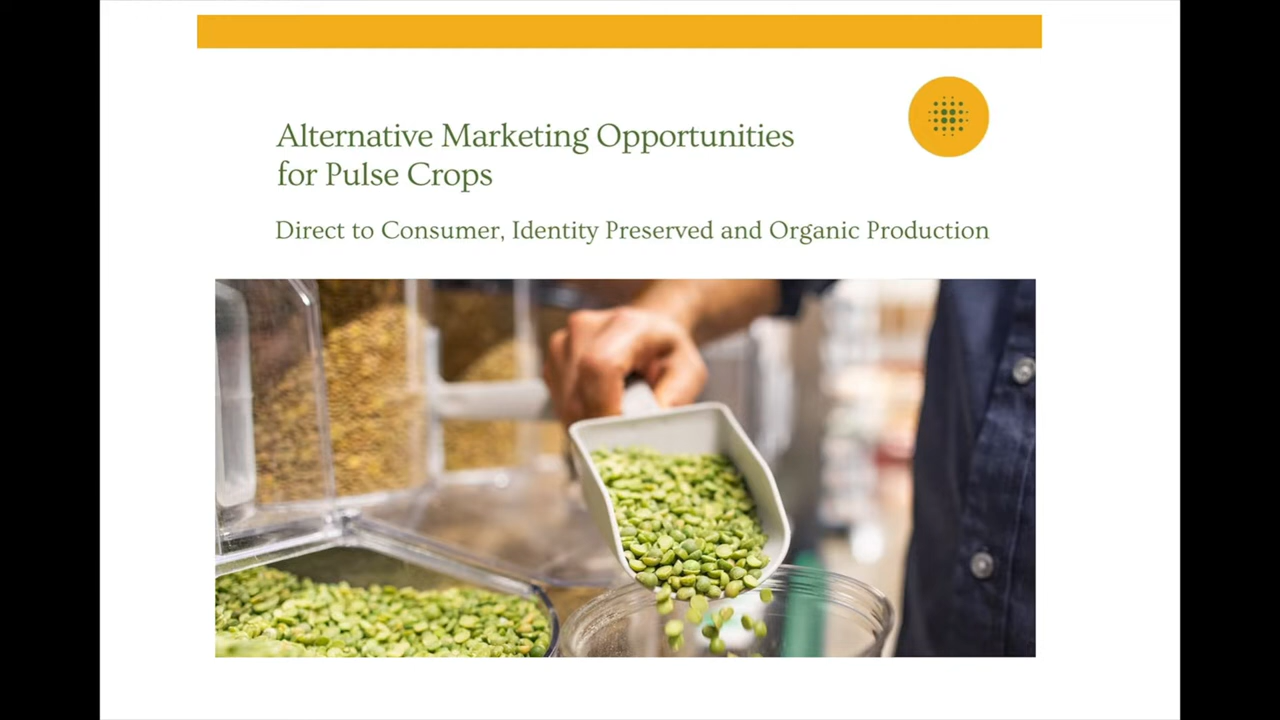 Alternative Marketing Opportunities
for Pulse Crops
Direct to Consumer, Identity Preserved and Organic Production